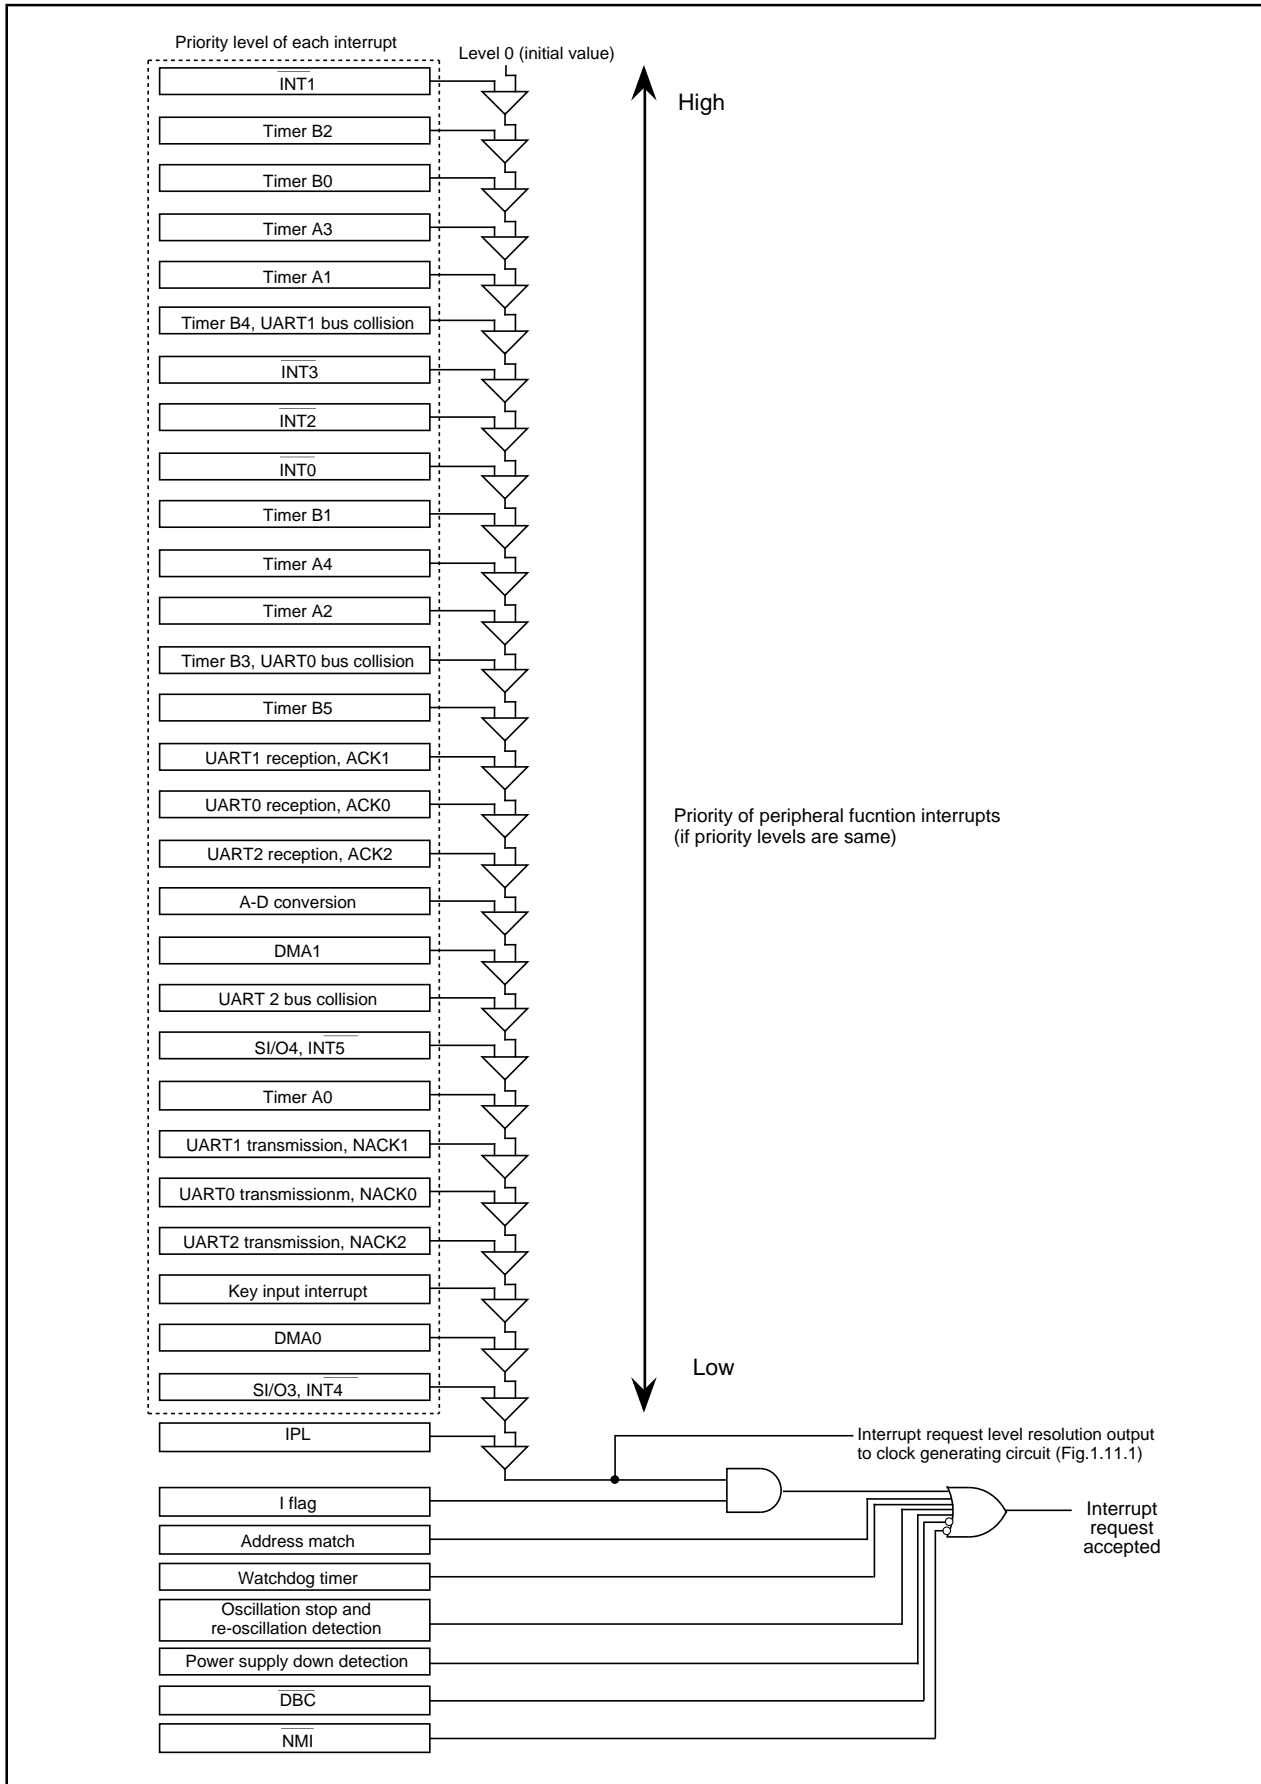 Priority level of each interrupt
Level 0 (initial value)
INT1
High
Timer B2
Timer B0
Timer A3
Timer A1
Timer B4, UART1 bus collision
INT3
INT2
INT0
Timer B1
Timer A4
Timer A2
Timer B3, UART0 bus collision
Timer B5
UART1 reception, ACK1
UART0 reception, ACK0
Priority of peripheral fucntion interrupts
(if priority levels are same)
UART2 reception, ACK2
A-D conversion
DMA1
UART 2 bus collision
SI/O4, INT5
Timer A0
UART1 transmission, NACK1
UART0 transmissionm, NACK0
UART2 transmission, NACK2
Key input interrupt
DMA0
Low
SI/O3, INT4
IPL
Interrupt request level resolution output
to clock generating circuit (Fig.1.11.1)
I flag
Interrupt
request
accepted
Address match
Watchdog timer
Oscillation stop and
re-oscillation detection
Power supply down detection
DBC
NMI